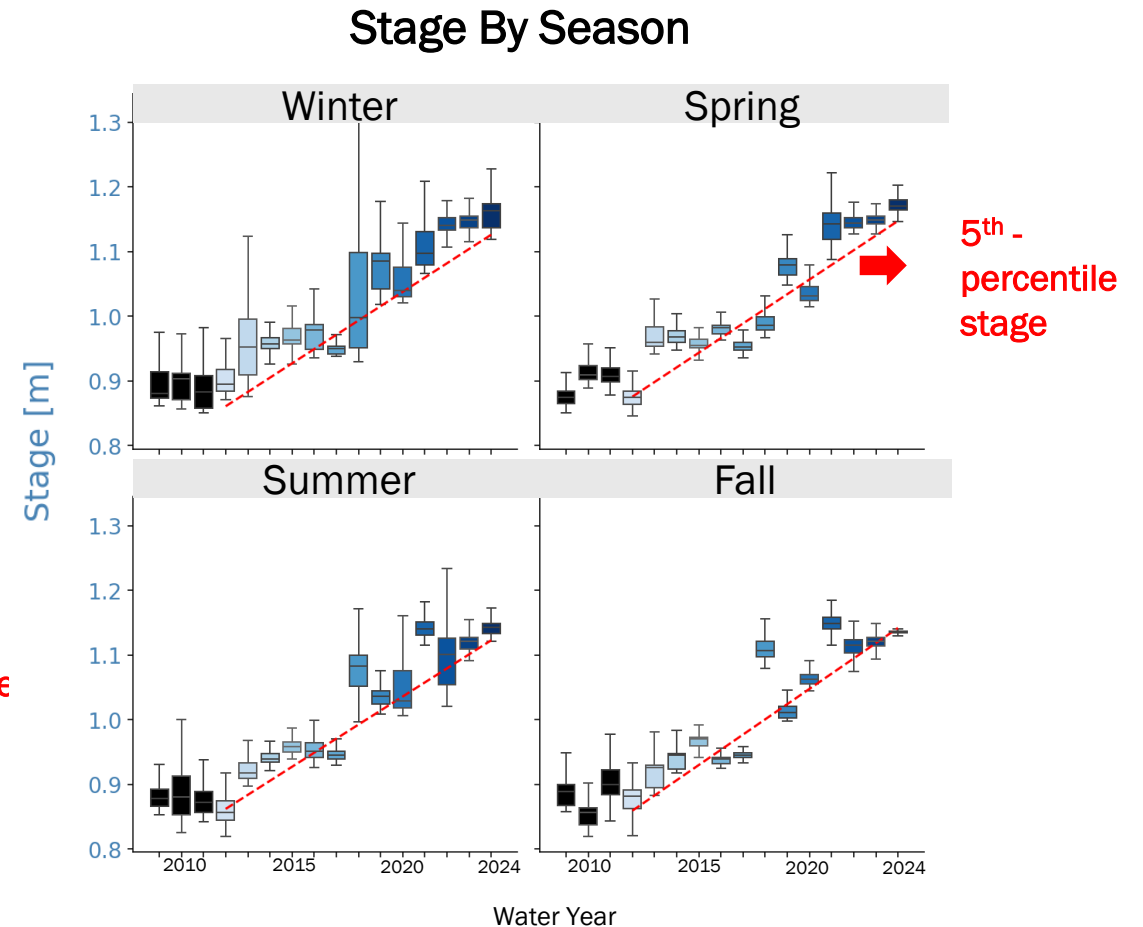 Stage By Season
Winter
Spring
1.3
1.2
1.1
1.0
0.9
0.8
5th -
percentile
stage
Stage [m]
Summer
Fall
1.3
1.2
1.1
1.0
0.9
0.8
e
2010
2015
2020
2024
2010
2015
2020
2024
Water Year